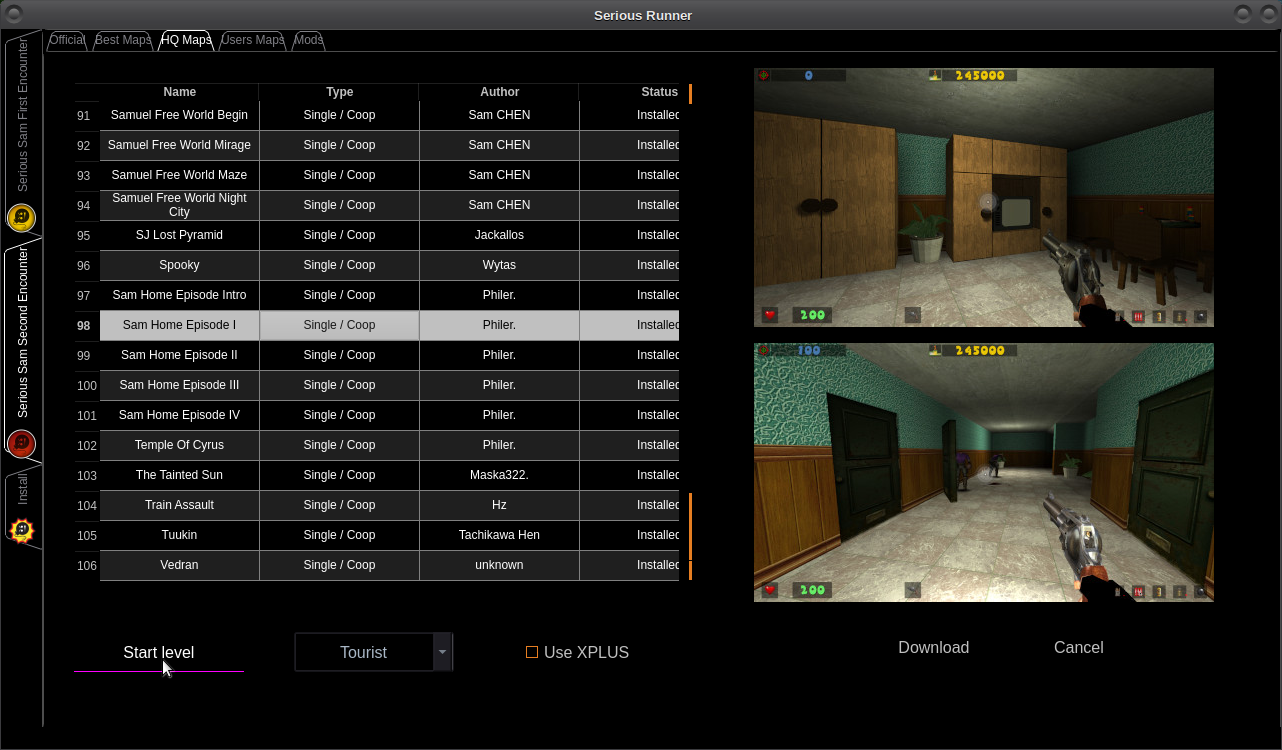 Serious Runner
Official Best Maps HQ Maps Users Maps Mods
Serious Sam First Encounter
Serious Sam Second Encounter
Install
Name Type Author Status
91 Samuel Free World Begin Single / Coop Sam CHEN Installed
92 Samuel Free World Mirage Single / Coop Sam CHEN Installed
93 Samuel Free World Maze Single / Coop Sam CHEN Installed
94 Samuel Free World Night
City Single / Coop Sam CHEN Installed
95 SJ Lost Pyramid Single / Coop Jackallos Installed
96 Spooky Single / Coop Wytas Installed
97 Sam Home Episode Intro Single / Coop Philer. Installed
98 Sam Home Episode I Single / Coop Philer. Installed
99 Sam Home Episode II Single / Coop Philer. Installed
100 Sam Home Episode III Single / Coop Philer. Installed
101 Sam Home Episode IV Single / Coop Philer. Installed
102 Temple Of Cyrus Single / Coop Philer. Installed
103 The Tainted Sun Single / Coop Maska322. Installed
104 Train Assault Single / Coop Hz Installed
105 Tuukin Single / Coop Tachikawa Hen Installed
106 Vedran Single / Coop unknown Installed
0 245000
200
100 245000
200
Start level Tourist Use XPLUS Download Cancel